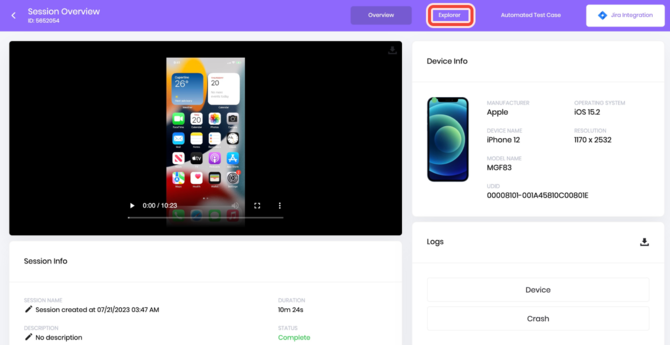 Session Overview
ID: 5652054
Overview
Explorer
Automated Test Case
Jira Integration
26°
20
20
0:00 / 10:23
Device Info
MANUFACTURER
Apple
OPERATING SYSTEM
iOS 15.2
DEVICE NAME
iPhone 12
RESOLUTION
1170 x 2532
MODEL NAME
MGF83
UDID
00008101-001A45810C00801E
Session Info
SESSION NAME
Session created at 07/21/2023 03:47 AM
DURATION
10m 24s
DESCRIPTION
No description
STATUS
Complete
Logs
Device
Crash